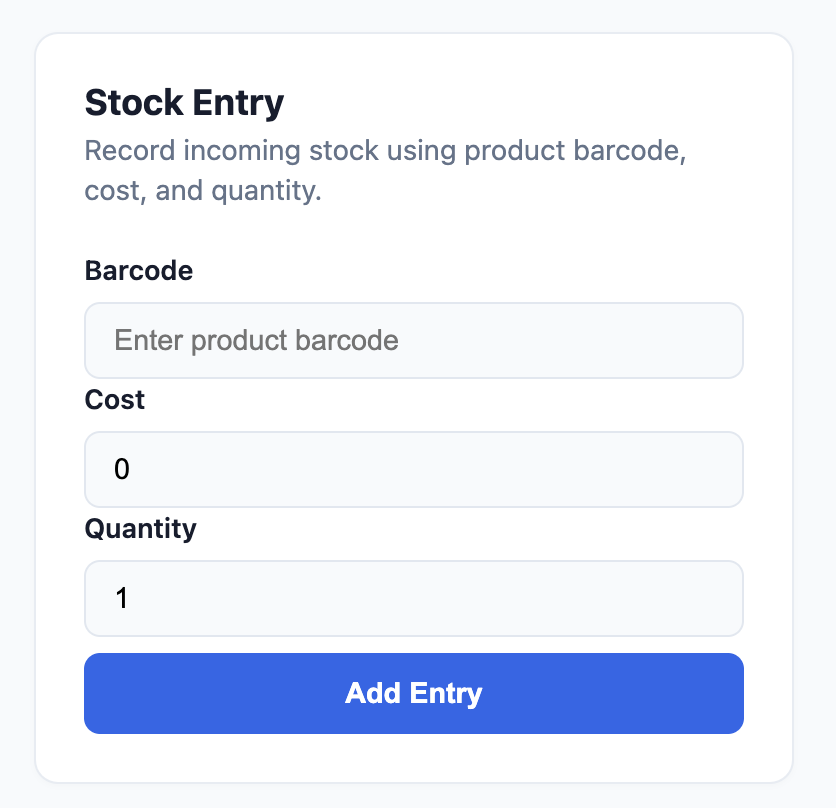 Stock Entry
Record incoming stock using product barcode,
cost, and quantity.
Barcode
Enter product barcode
Cost
0
Quantity
1
Add Entry